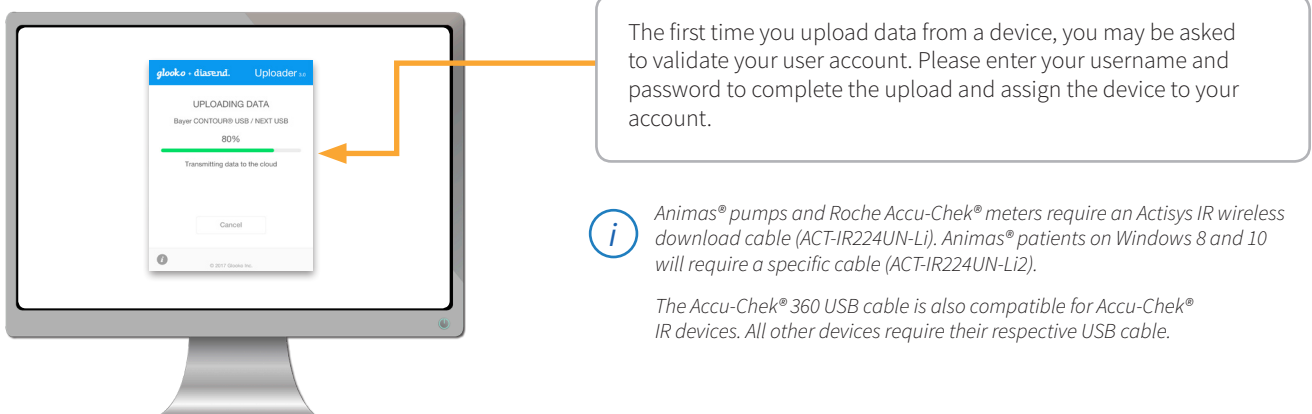 glooko + diasend. Uploader 3.0
UPLOADING DATA
Bayer CONTOUR® USB / NEXT USB
80%
Transmitting data to the cloud
Cancel
i
© 2017 Glooko Inc.
The first time you upload data from a device, you may be asked
to validate your user account. Please enter your username and
password to complete the upload and assign the device to your
account.
i
Animas® pumps and Roche Accu-Chek® meters require an Actisys IR wireless
download cable (ACT-IR224UN-Li). Animas® patients on Windows 8 and 10
will require a specific cable (ACT-IR224UN-Li2).
The Accu-Chek® 360 USB cable is also compatible for Accu-Chek®
IR devices. All other devices require their respective USB cable.